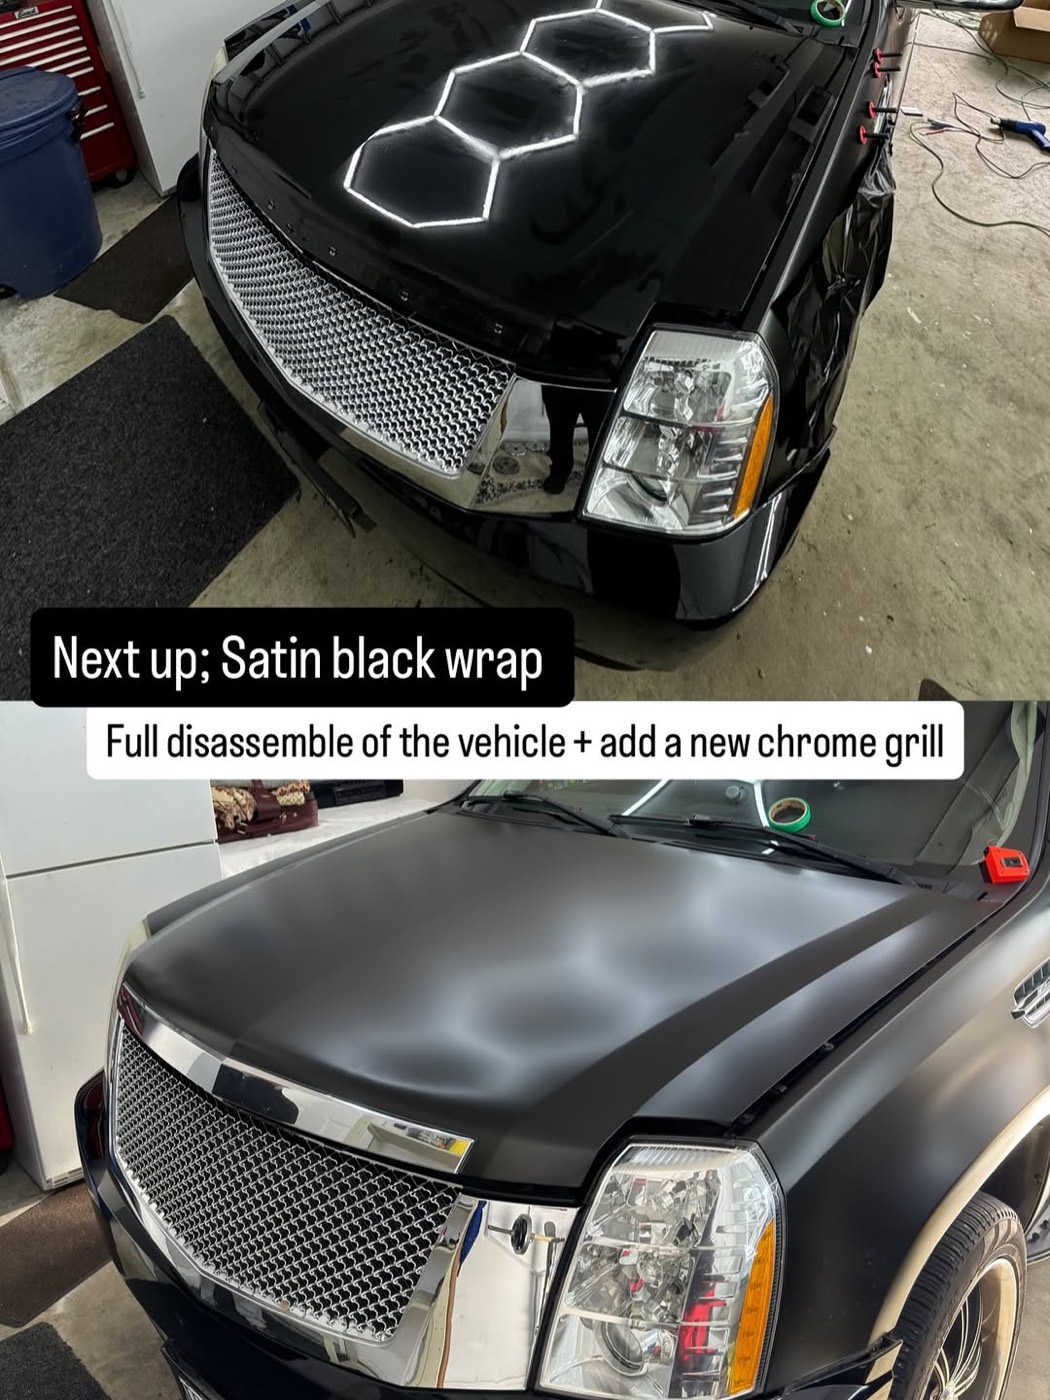 Next up; Satin black wrap
Full disassemble of the vehicle + add a new chrome grill